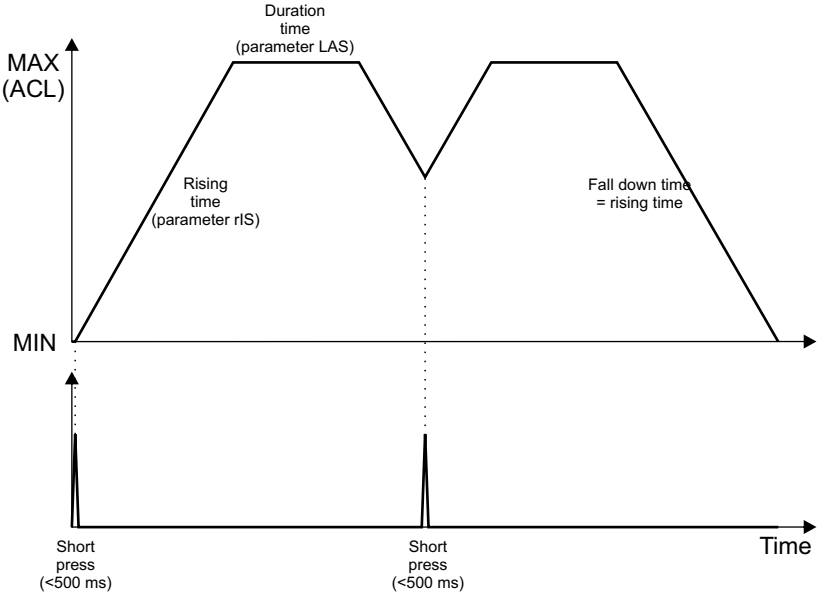 Duration
time
(parameter LAS)
MAX
(ACL)
Rising
time
(parameter rIS)
Fall down time
= rising time
MIN
Time
Short
press
(<500 ms)
Short
press
(<500 ms)